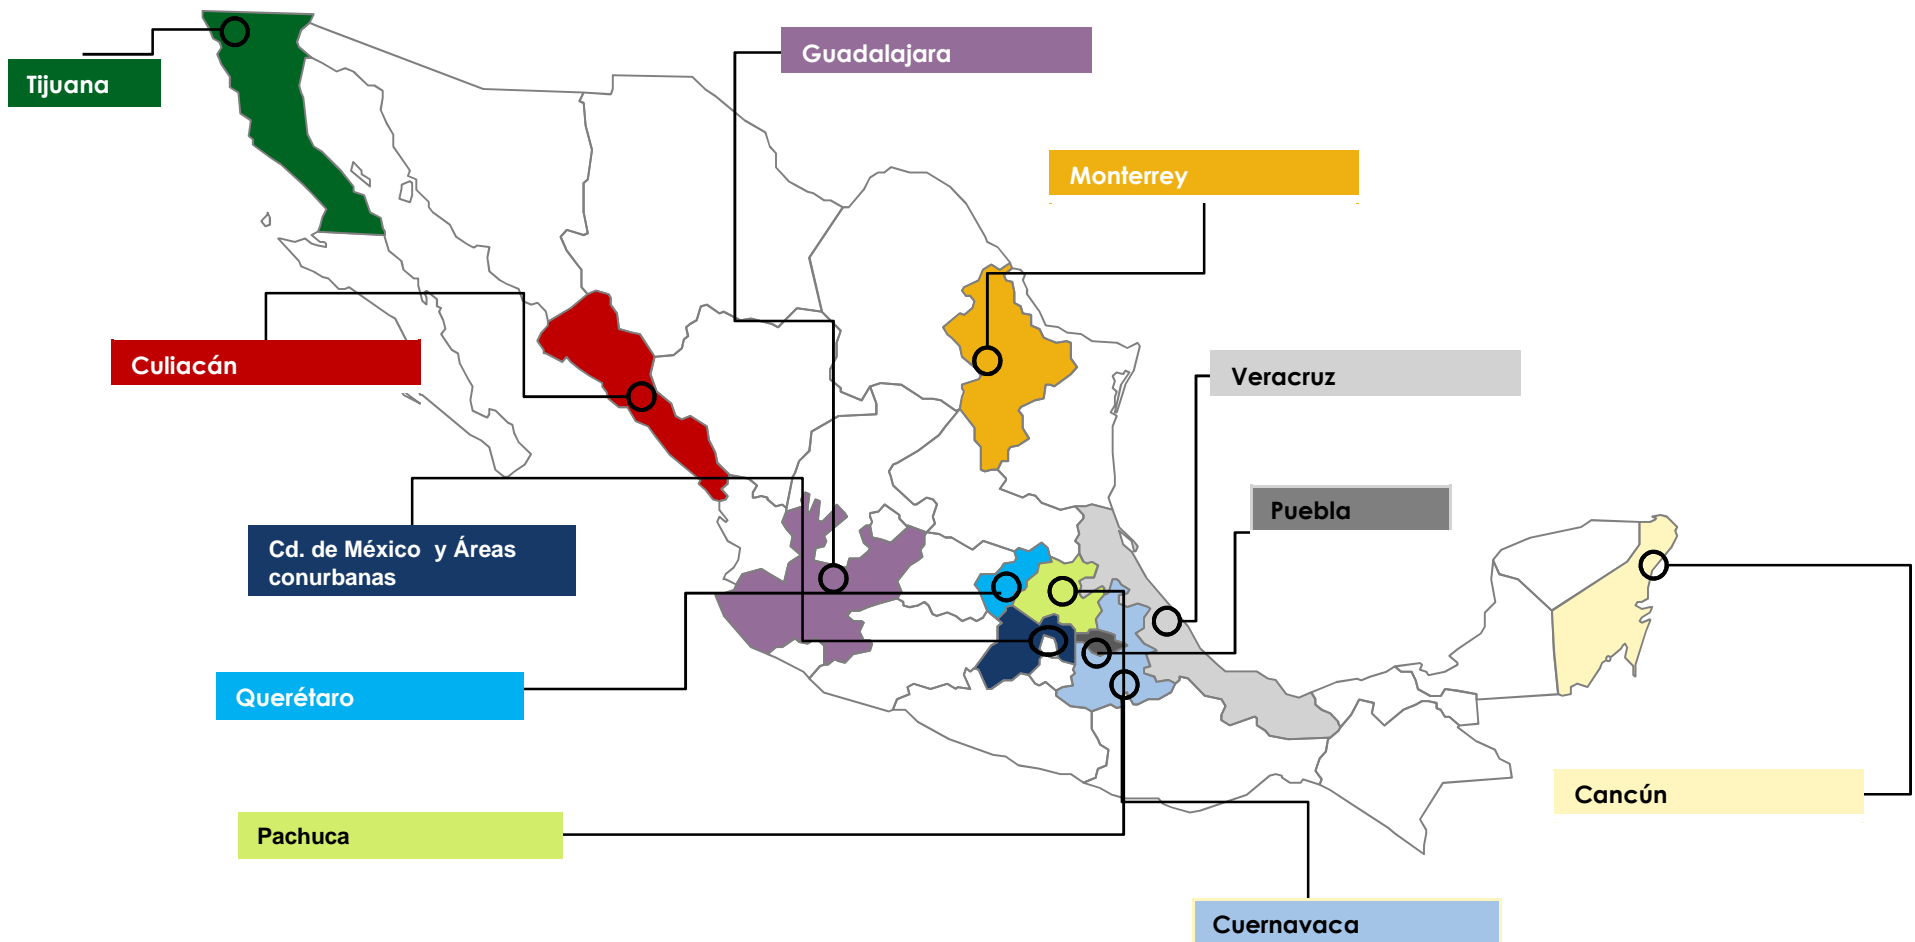 Guadalajara
Tijuana
Monterrey
Culiacán
Veracruz
Puebla
Cd. de México  y Áreas
conurbanas
Querétaro
Cancún
Pachuca
Cuernavaca